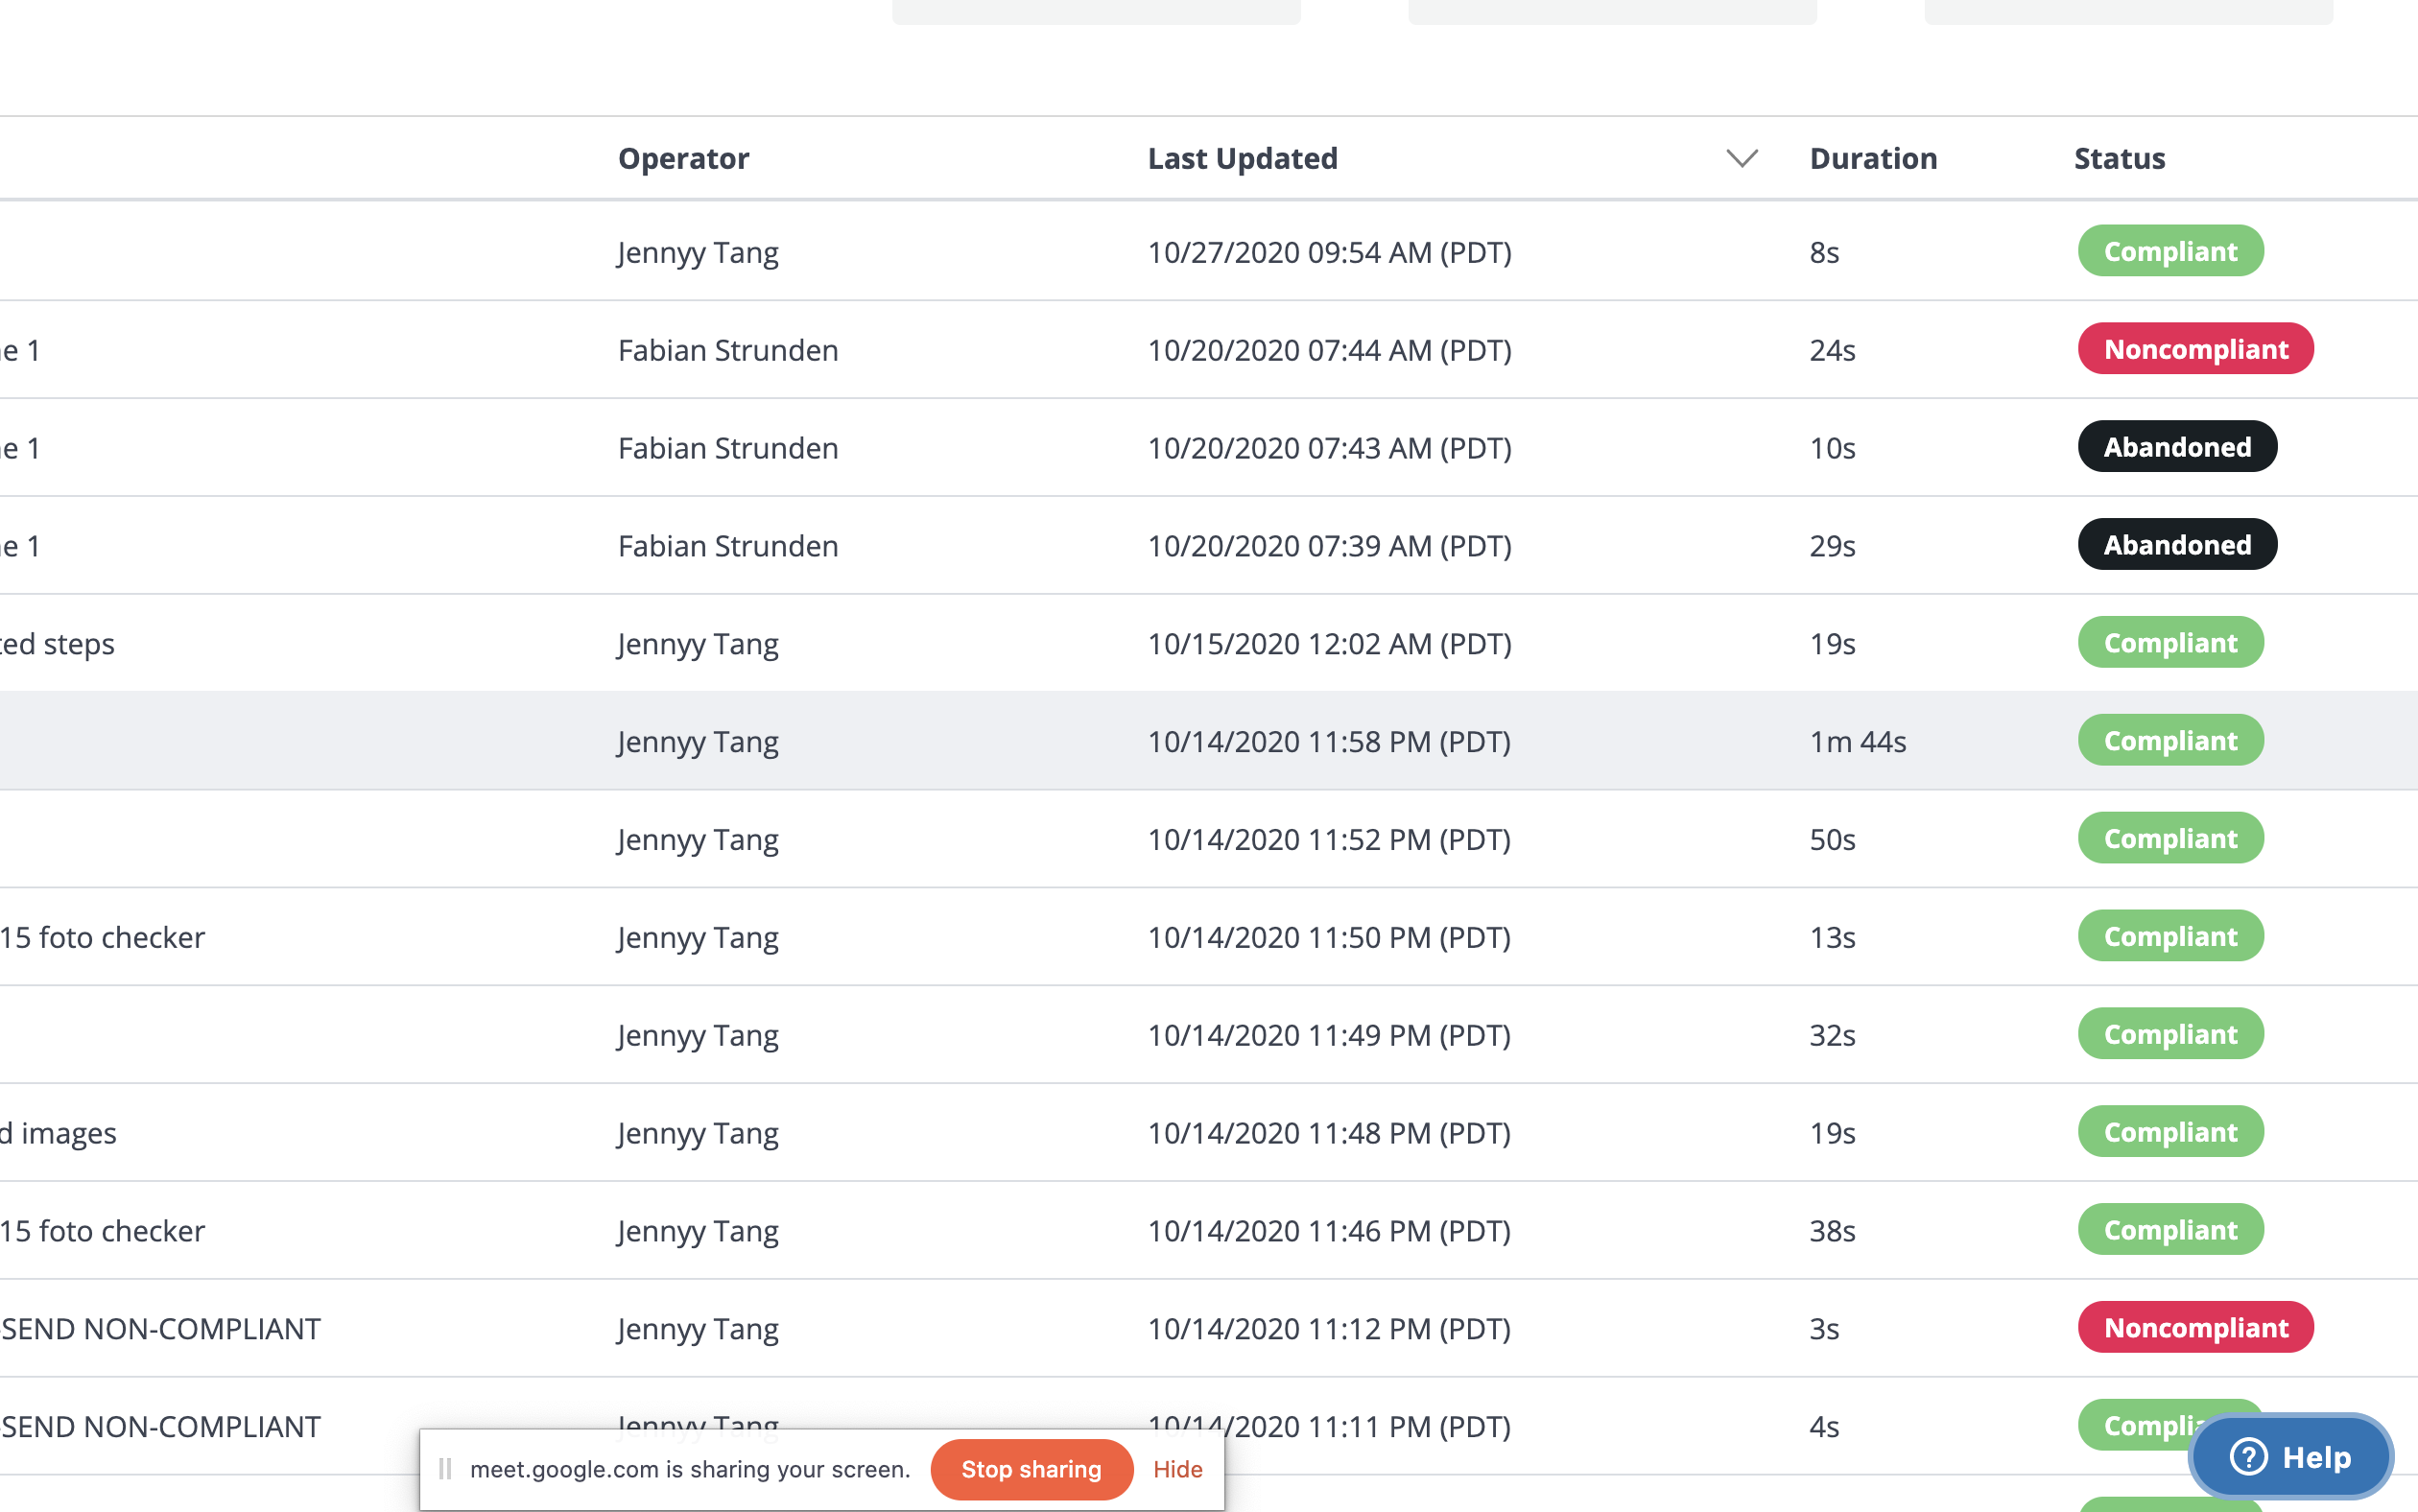 Operator Last Updated Duration Status
Jennyy Tang 10/27/2020 09:54 AM (PDT) 8s Compliant
e 1 Fabian Strunden 10/20/2020 07:44 AM (PDT) 24s Noncompliant
e 1 Fabian Strunden 10/20/2020 07:43 AM (PDT) 10s Abandoned
e 1 Fabian Strunden 10/20/2020 07:39 AM (PDT) 29s Abandoned
ted steps Jennyy Tang 10/15/2020 12:02 AM (PDT) 19s Compliant
Jennyy Tang 10/14/2020 11:58 PM (PDT) 1m 44s Compliant
Jennyy Tang 10/14/2020 11:52 PM (PDT) 50s Compliant
15 foto checker Jennyy Tang 10/14/2020 11:50 PM (PDT) 13s Compliant
Jennyy Tang 10/14/2020 11:49 PM (PDT) 32s Compliant
d images Jennyy Tang 10/14/2020 11:48 PM (PDT) 19s Compliant
15 foto checker Jennyy Tang 10/14/2020 11:46 PM (PDT) 38s Compliant
-SEND NON-COMPLIANT Jennyy Tang 10/14/2020 11:12 PM (PDT) 3s Noncompliant
-SEND NON-COMPLIANT Jennyy Tang 10/14/2020 11:11 PM (PDT) 4s Complia
meet.google.com is sharing your screen. Stop sharing Hide
? Help